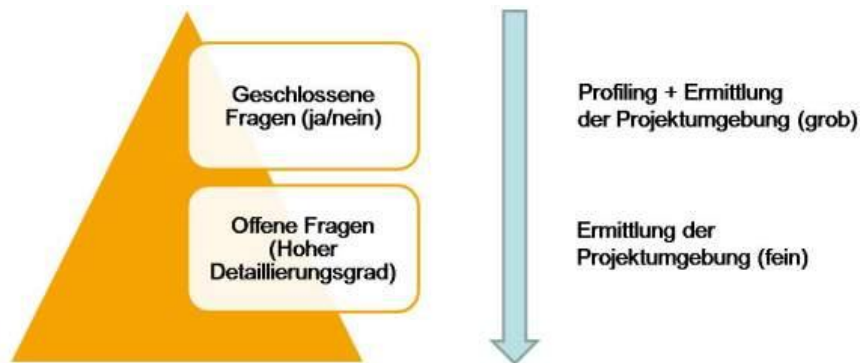 Geschlossene
Fragen (ja/nein)
Profiling + Ermittlung
der Projektumgebung (grob)
Offene Fragen
(Hoher
Detaillierungsgrad)
Ermittlung der
Projektumgebung (fein)